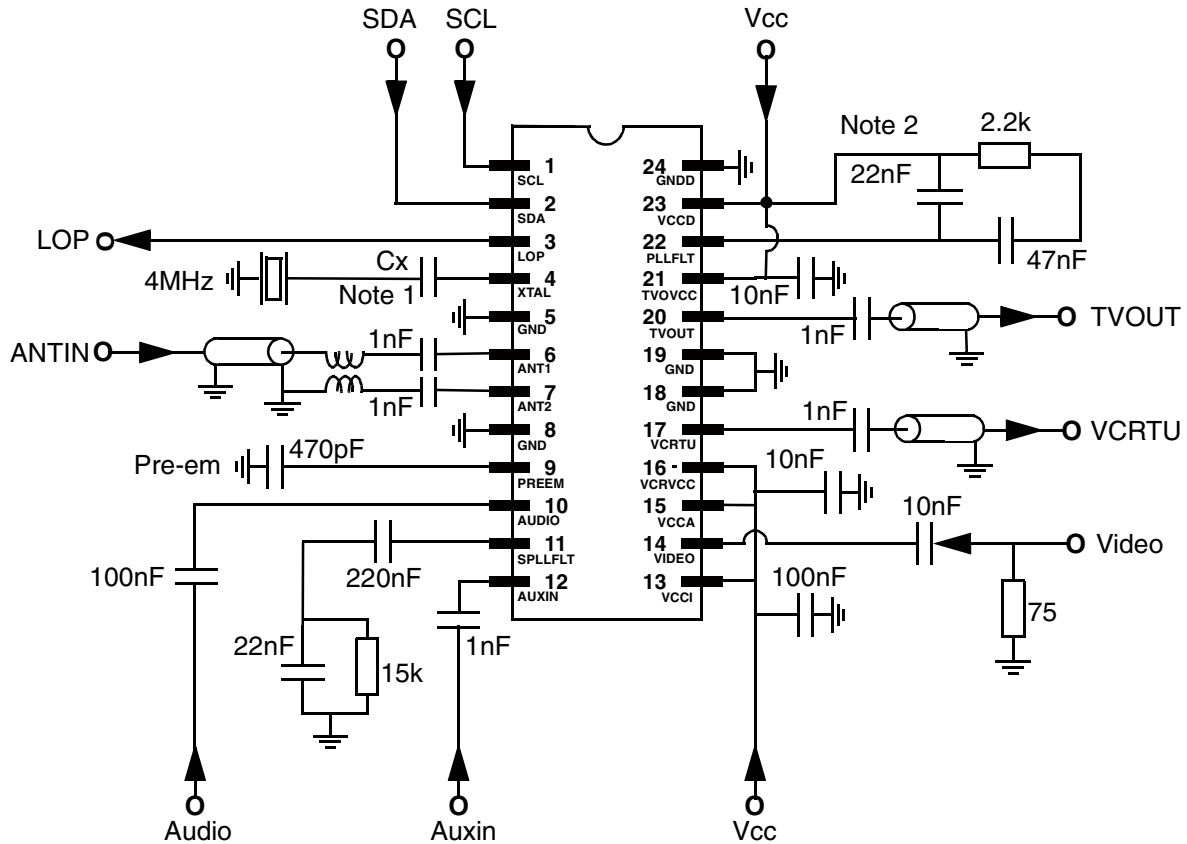 SDA SCL Vcc
Note 2 2.2k
22nF
47nF
1 SCL
2 SDA
3 LOP
4 XTAL
5 GND
6 ANT1
7 ANT2
8 GND
9 PREEM
10 AUDIO
11 SPLLFLT
12 AUXIN
24 GNDD
23 VCCD
22 PLLFLT
21 TVOVCC
20 TVOUT
19 GND
18 GND
17 VCRTU
16 VCRVCC
15 VCCA
14 VIDEO
13 VCCI
LOP
4MHz
Cx
Note 1
ANTIN
1nF
1nF
Pre-em
470pF
100nF
220nF
22nF
15k
1nF
10nF
1nF
TVOUT
1nF
VCRTU
10nF
10nF
Video
100nF
75
Audio Auxin Vcc